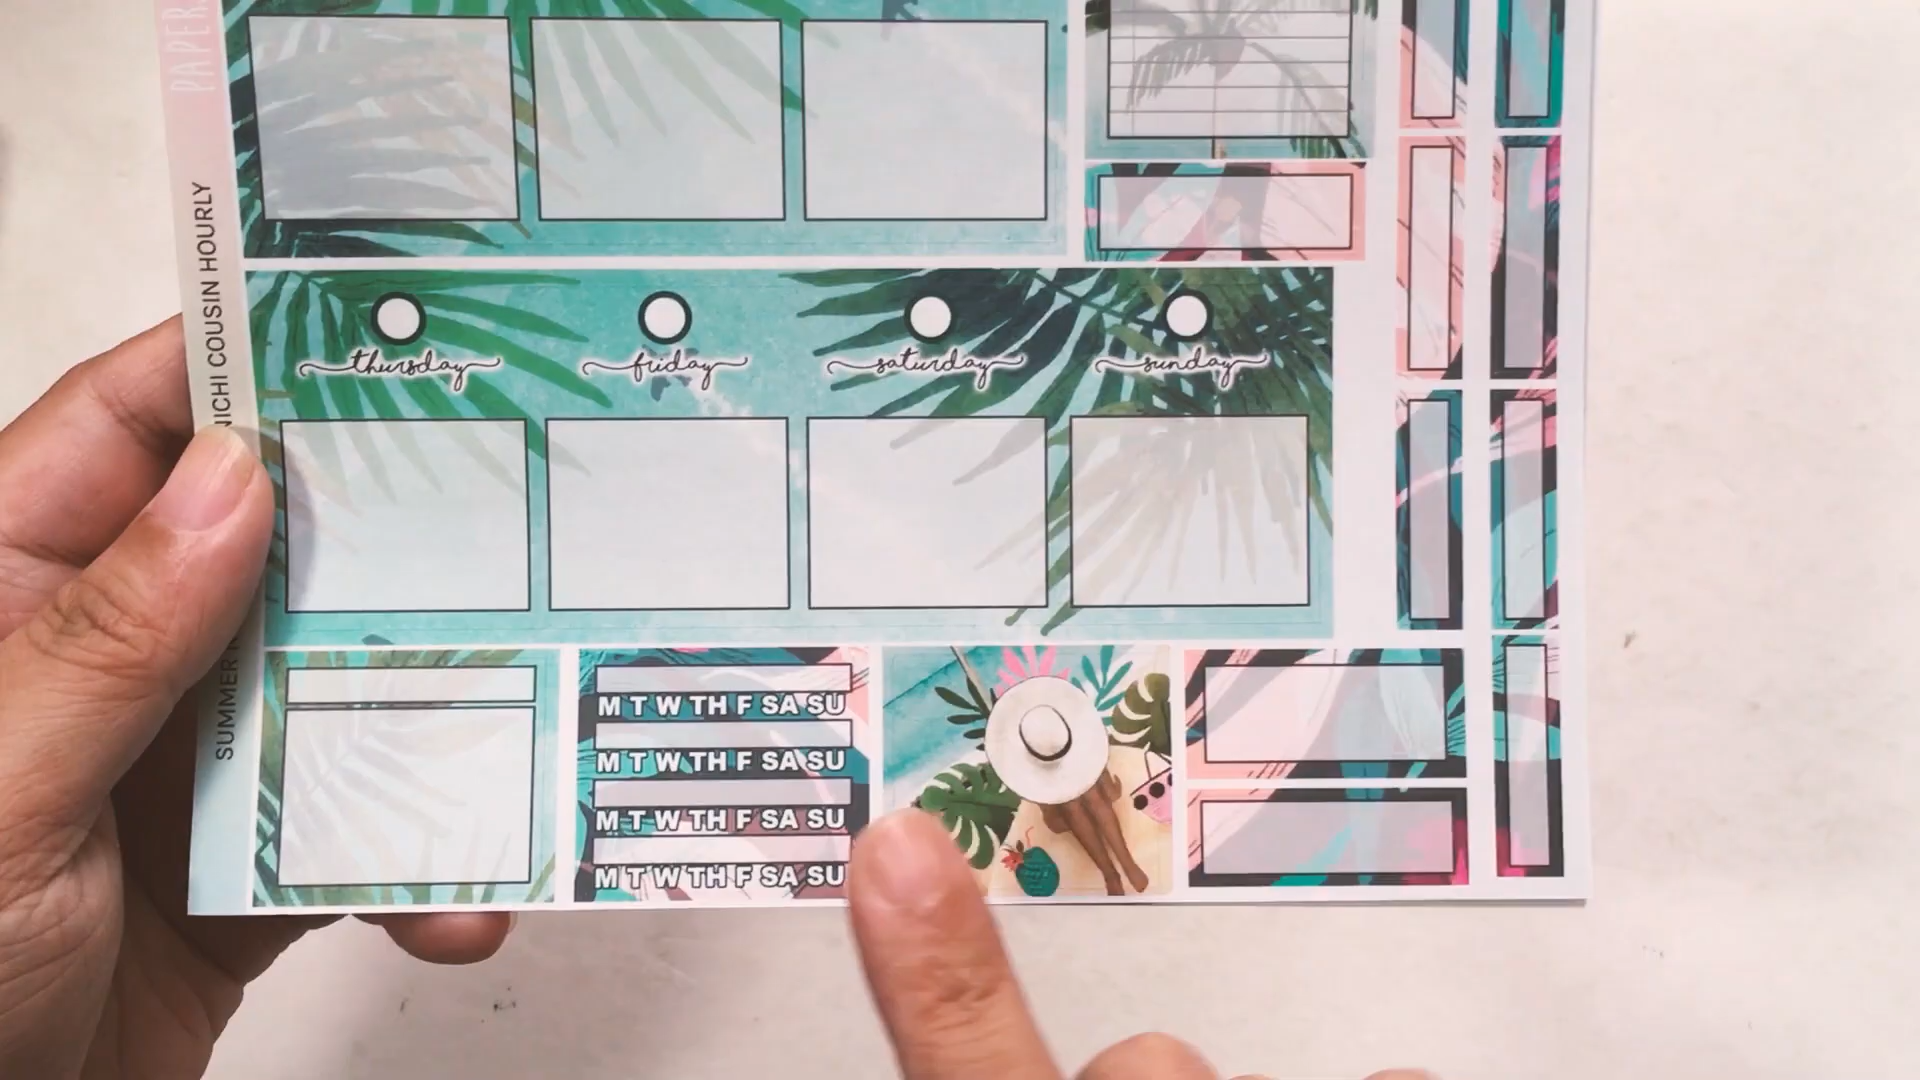 PAPER
NICHI COUSIN HOURLY
SUMMER
thursday
friday
saturday
sunday
M T W TH F SA SU
M T W TH F SA SU
M T W TH F SA SU
M T W TH F SA SU